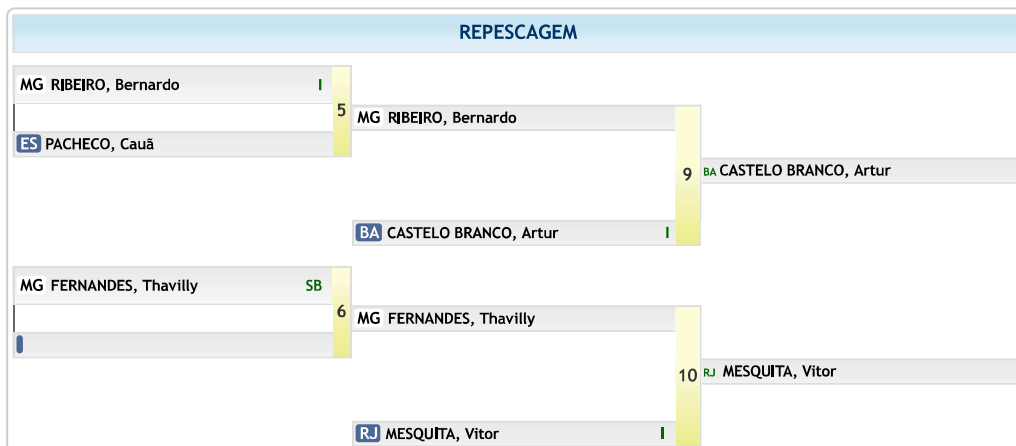 REPESCAGEM
MG RIBEIRO, Bernardo I
5
MG RIBEIRO, Bernardo
ES PACHECO, Cauã
9
BA CASTELO BRANCO, Artur
BA CASTELO BRANCO, Artur I
MG FERNANDES, Thavilly SB
6
MG FERNANDES, Thavilly
10
RJ MESQUITA, Vitor
RJ MESQUITA, Vitor I